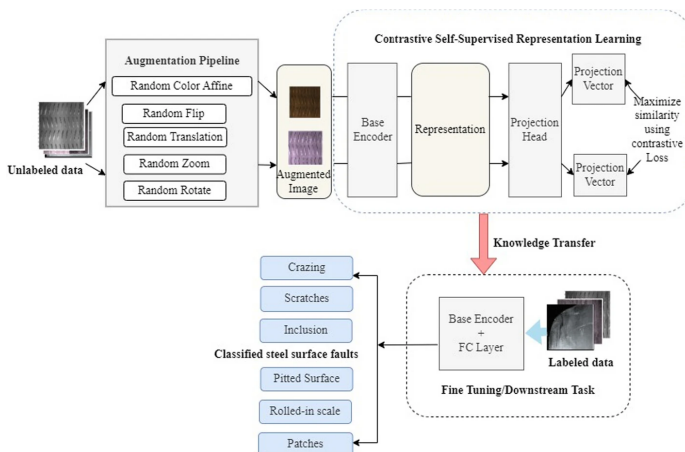 Contrastive Self-Supervised Representation Learning
Augmentation Pipeline
Random Color Affine
Random Flip
Random Translation
Random Zoom
Random Rotate
Unlabeled data
Augmented
Image
Base
Encoder
Representation
Projection
Head
Projection
Vector
Maximize
similarity
using
contrastive
Loss
Projection
Vector
Knowledge Transfer
Crazing
Scratches
Inclusion
Classified steel surface faults
Pitted Surface
Rolled-in scale
Patches
Base Encoder
+
FC Layer
Labeled data
Fine Tuning/Downstream Task